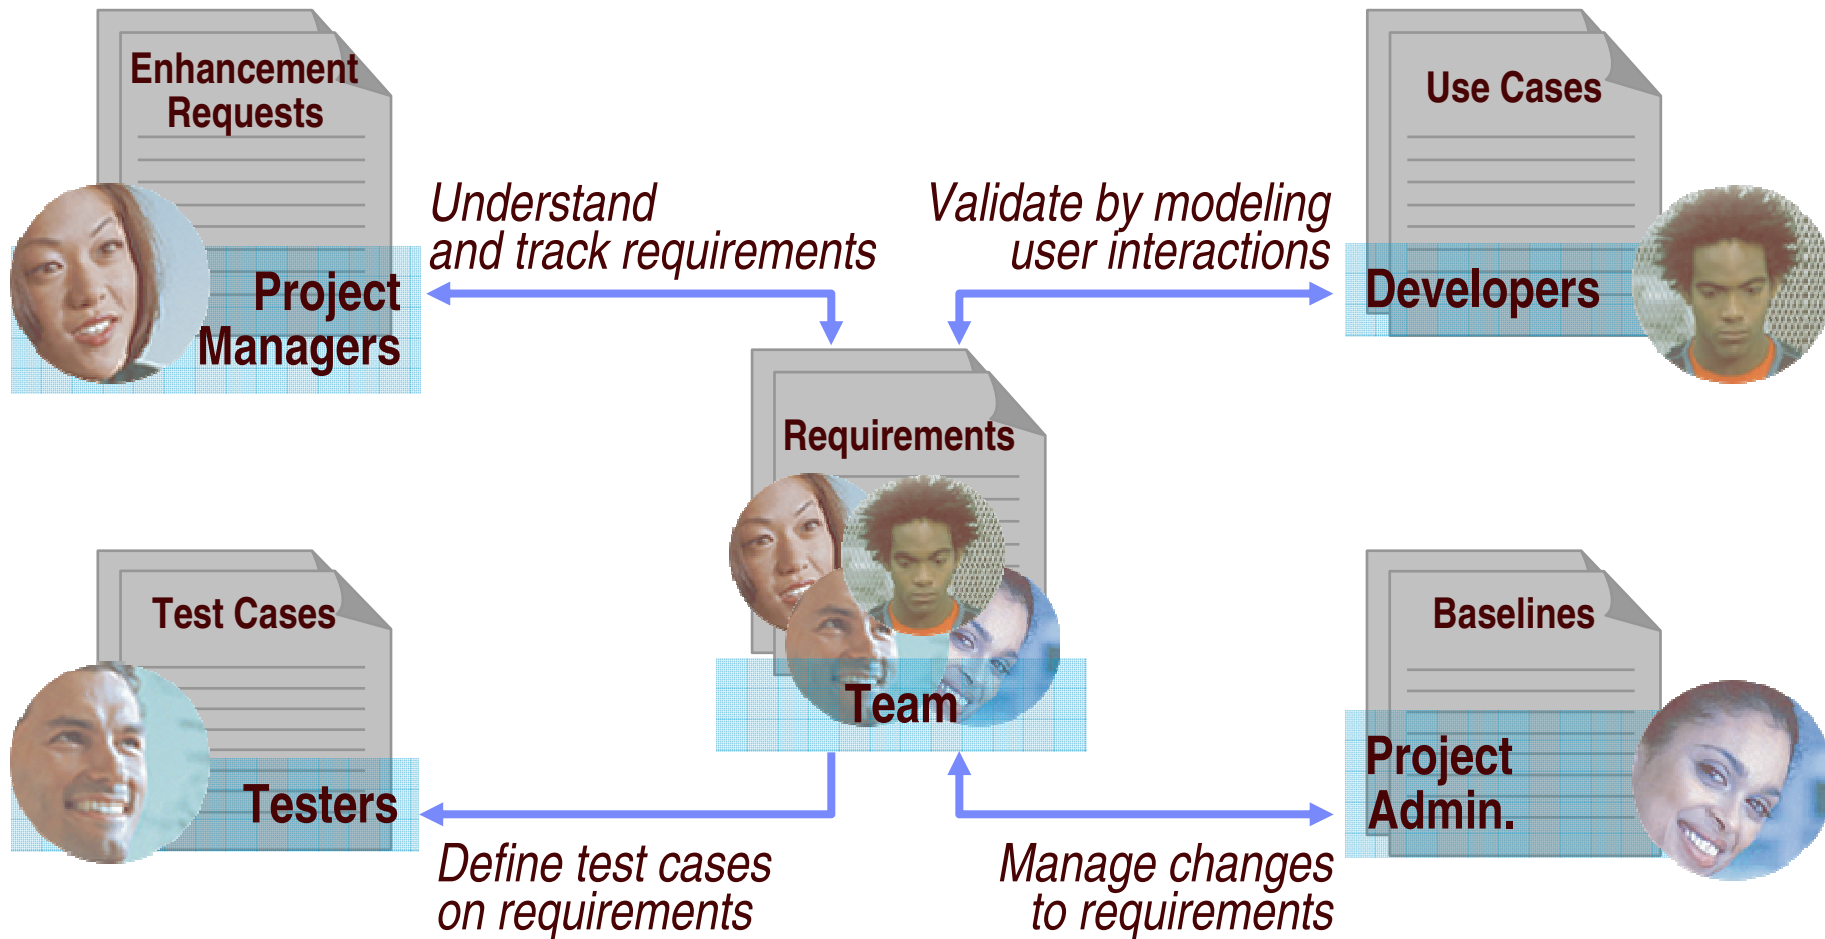 Enhancement
Requests
Project
Managers
Understand
and track requirements
Validate by modeling
user interactions
Use Cases
Developers
Requirements
Team
Test Cases
Testers
Define test cases
on requirements
Manage changes
to requirements
Baselines
Project
Admin.